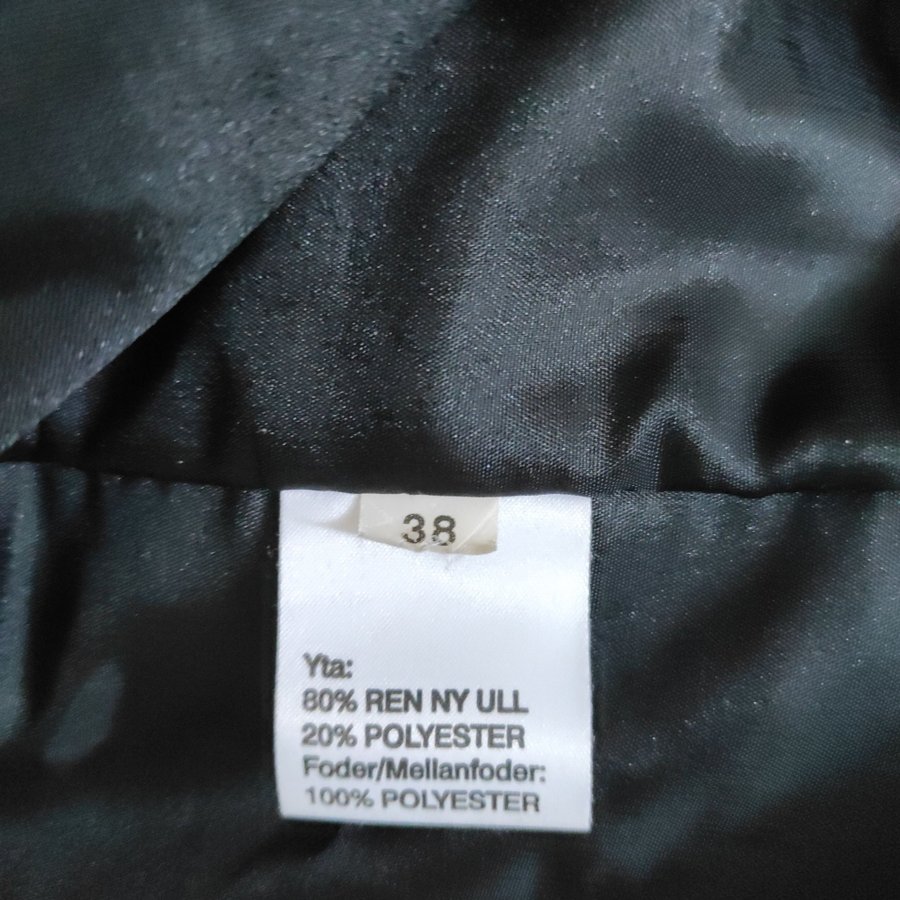 38
Yta:
80% REN NY ULL
20% POLYESTER
Foder/Mellanfoder:
100% POLYESTER